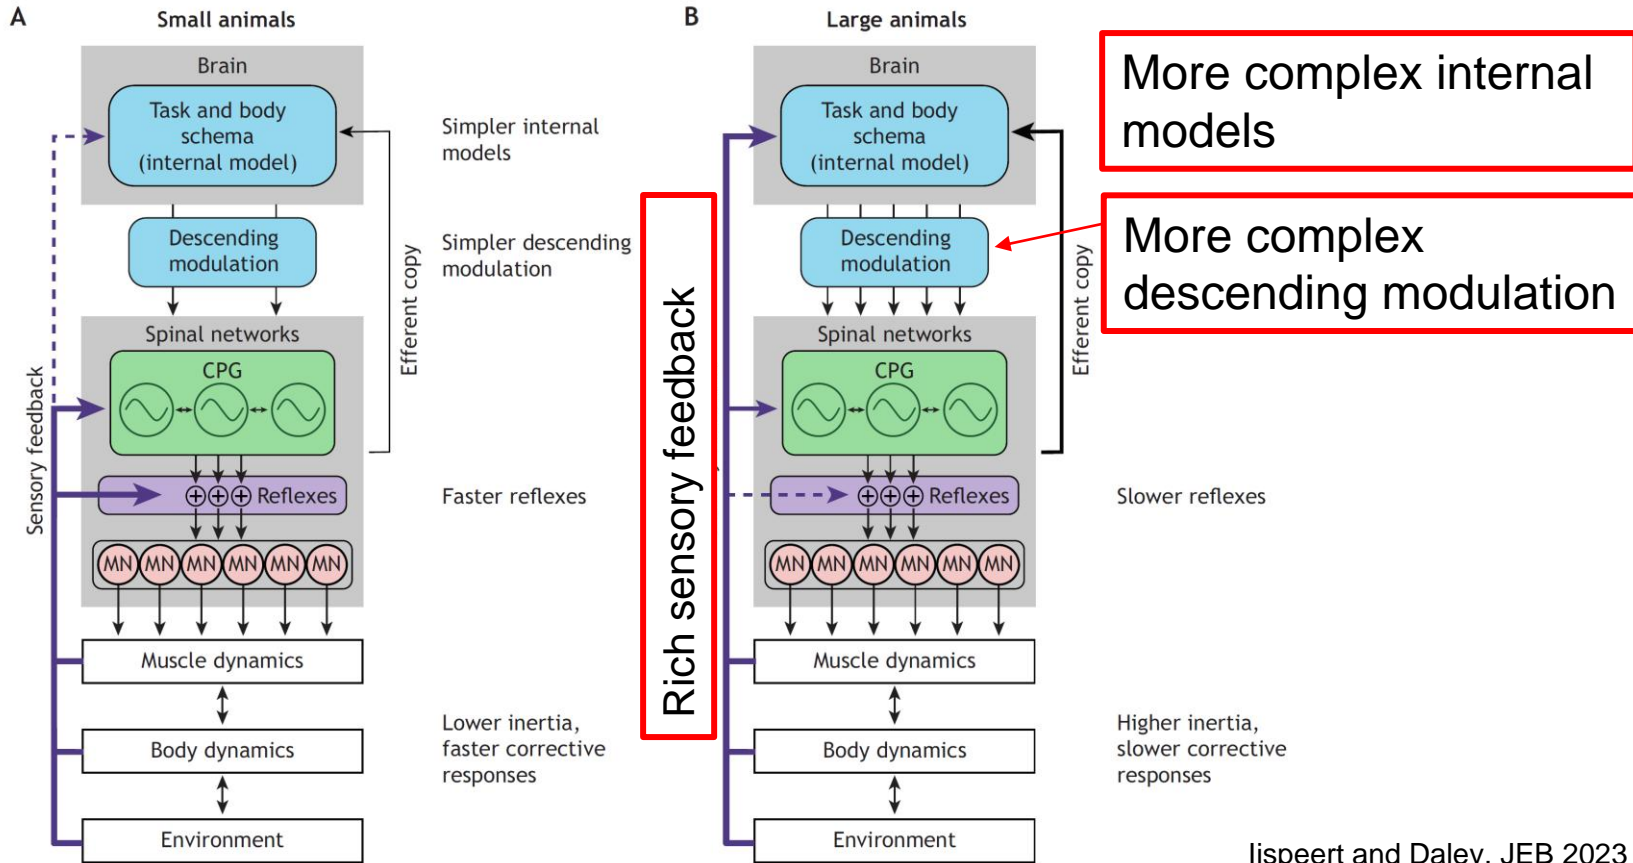 A
Small animals
Brain
Task and body
schema
(internal model)
Simpler internal
models
Descending
modulation
Simpler descending
modulation
Efferent copy
Spinal networks
CPG
Sensory feedback
Reflexes
Faster reflexes
MN MN MN MN MN MN
Muscle dynamics
Body dynamics
Lower inertia,
faster corrective
responses
Environment
B
Large animals
Brain
Task and body
schema
(internal model)
More complex internal
models
Descending
modulation
More complex
descending modulation
Efferent copy
Spinal networks
CPG
Rich sensory feedback
Reflexes
Slower reflexes
MN MN MN MN MN MN
Muscle dynamics
Body dynamics
Higher inertia,
slower corrective
responses
Environment
Ijspeert and Daley, JEB 2023